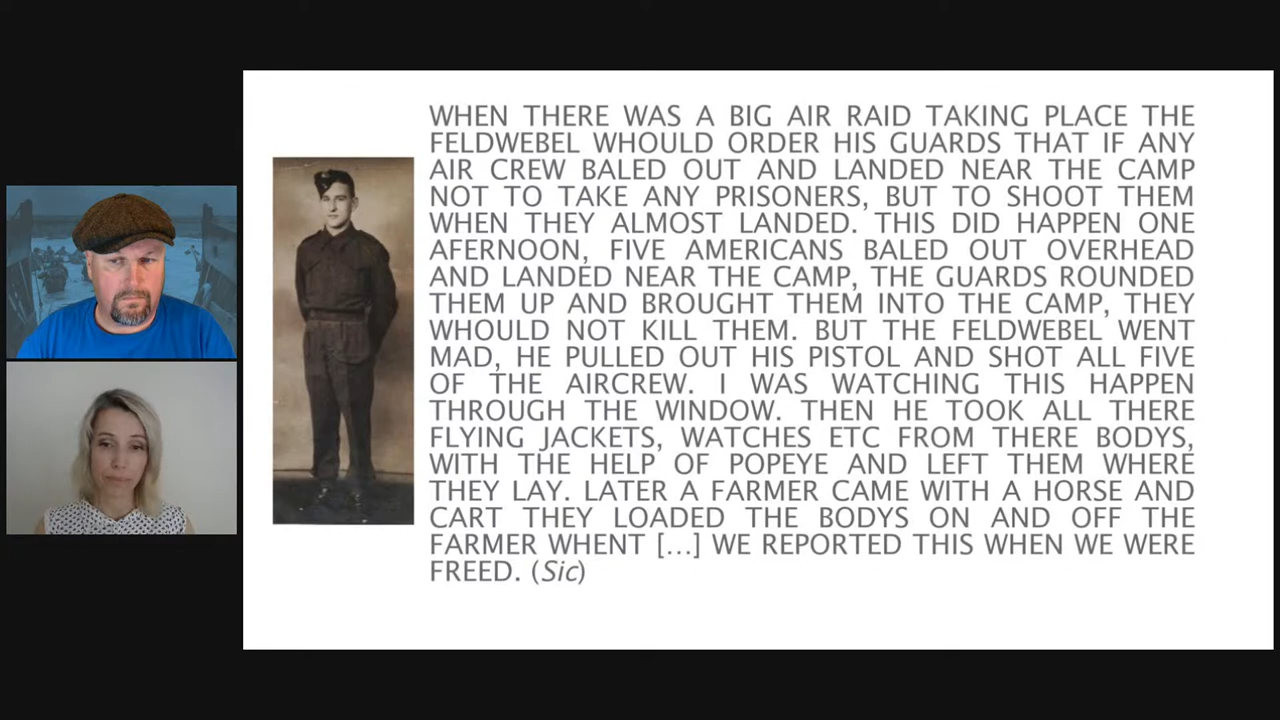 WHEN THERE WAS A BIG AIR RAID TAKING PLACE THE
FELDWEBEL WHOULD ORDER HIS GUARDS THAT IF ANY
AIR CREW BALED OUT AND LANDED NEAR THE CAMP
NOT TO TAKE ANY PRISONERS, BUT TO SHOOT THEM
WHEN THEY ALMOST LANDED. THIS DID HAPPEN ONE
AFERNOON, FIVE AMERICANS BALED OUT OVERHEAD
AND LANDED NEAR THE CAMP, THE GUARDS ROUNDED
THEM UP AND BROUGHT THEM INTO THE CAMP, THEY
WHOULD NOT KILL THEM. BUT THE FELDWEBEL WENT
MAD, HE PULLED OUT HIS PISTOL AND SHOT ALL FIVE
OF THE AIRCREW. I WAS WATCHING THIS HAPPEN
THROUGH THE WINDOW. THEN HE TOOK ALL THERE
FLYING JACKETS, WATCHES ETC FROM THERE BODYS,
WITH THE HELP OF POPEYE AND LEFT THEM WHERE
THEY LAY. LATER A FARMER CAME WITH A HORSE AND
CART THEY LOADED THE BODYS ON AND OFF THE
FARMER WHENT [...] WE REPORTED THIS WHEN WE WERE
FREED. (Sic)